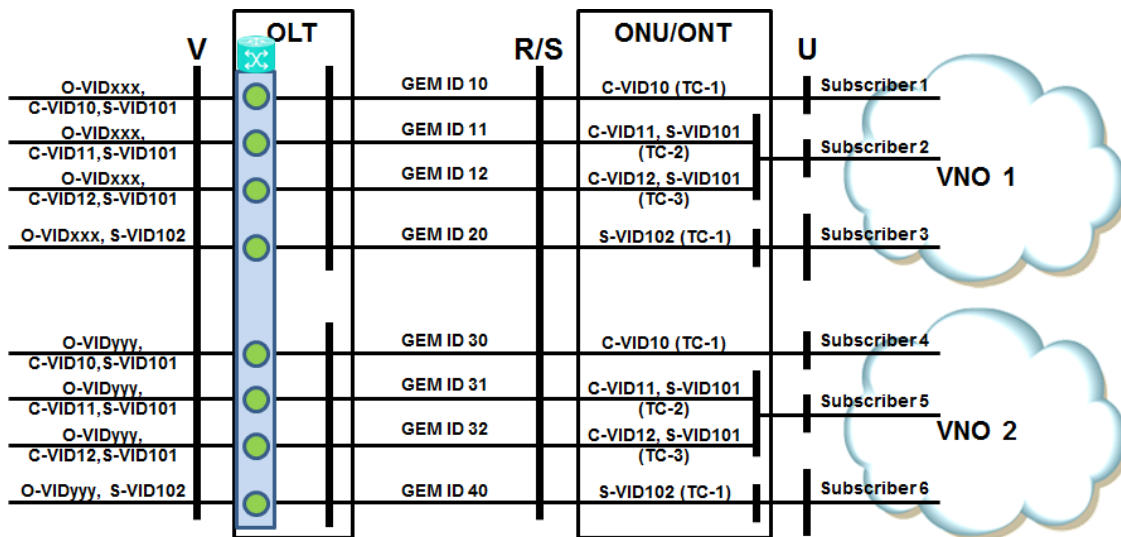 OLT
ONU/ONT
V
R/S
U
O-VIDxxx,
C-VID10,S-VID101
GEM ID 10
C-VID10 (TC-1)
Subscriber 1
O-VIDxxx,
C-VID11,S-VID101
GEM ID 11
C-VID11, S-VID101
(TC-2)
Subscriber 2
O-VIDxxx,
C-VID12,S-VID101
GEM ID 12
C-VID12, S-VID101
(TC-3)
VNO 1
O-VIDxxx, S-VID102
GEM ID 20
S-VID102 (TC-1)
Subscriber 3
O-VIDyyy,
C-VID10,S-VID101
GEM ID 30
C-VID10 (TC-1)
Subscriber 4
O-VIDyyy,
C-VID11,S-VID101
GEM ID 31
C-VID11, S-VID101
(TC-2)
Subscriber 5
O-VIDyyy,
C-VID12,S-VID101
GEM ID 32
C-VID12, S-VID101
(TC-3)
VNO 2
O-VIDyyy, S-VID102
GEM ID 40
S-VID102 (TC-1)
Subscriber 6